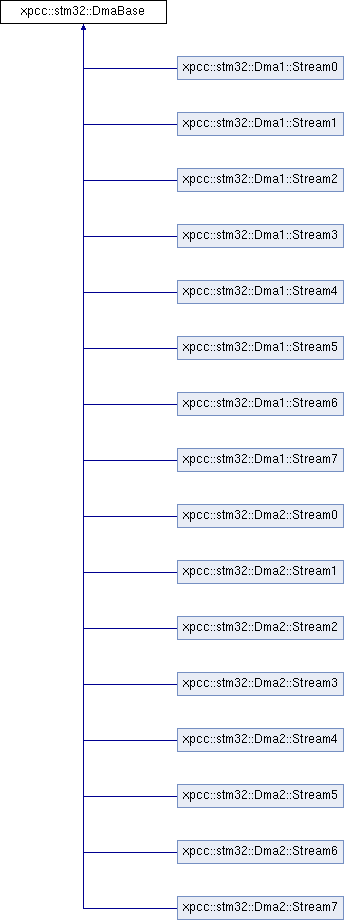 xpcc::stm32::DmaBase
xpcc::stm32::Dma1::Stream0
xpcc::stm32::Dma1::Stream1
xpcc::stm32::Dma1::Stream2
xpcc::stm32::Dma1::Stream3
xpcc::stm32::Dma1::Stream4
xpcc::stm32::Dma1::Stream5
xpcc::stm32::Dma1::Stream6
xpcc::stm32::Dma1::Stream7
xpcc::stm32::Dma2::Stream0
xpcc::stm32::Dma2::Stream1
xpcc::stm32::Dma2::Stream2
xpcc::stm32::Dma2::Stream3
xpcc::stm32::Dma2::Stream4
xpcc::stm32::Dma2::Stream5
xpcc::stm32::Dma2::Stream6
xpcc::stm32::Dma2::Stream7